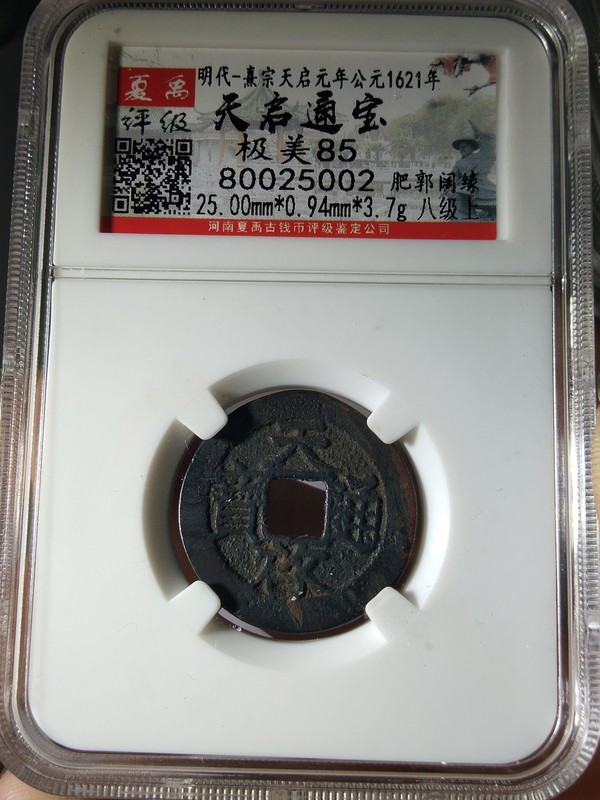 夏禹
评级
明代-熹宗天启元年公元1621年
天启通宝
极美85
80025002 肥郭阔缘
25.00mm*0.94mm*3.7g 八级上
河南夏禹古钱币评级鉴定公司
天啟通寶